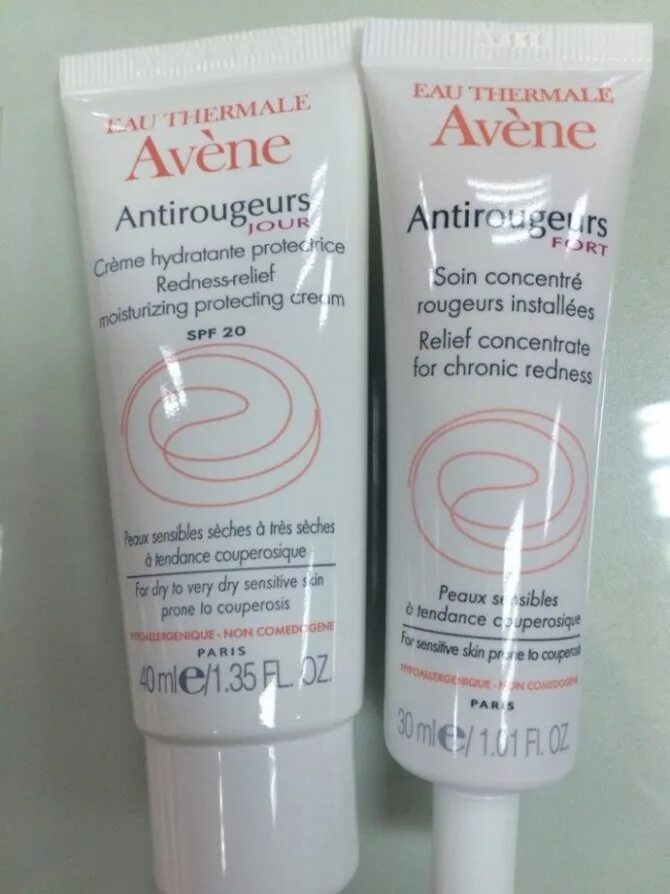 EAU THERMALE
Avène
Antirougeurs
JOUR
Crème hydratante protectrice
Redness-relief
moisturizing protecting cream
SPF 20
Peaux sensibles sèches à très sèches
à tendance couperosique
For dry to very dry sensitive skin
prone to couperosis
HYPOALLERGENIQUE - NON COMEDOGENE
PARIS
40 ml e/1.35 FL. OZ.
EAU THERMALE
Avène
Antirougeurs
FORT
Soin concentré
rougeurs installées
Relief concentrate
for chronic redness
Peaux sensibles
à tendance couperosique
For sensitive skin prone to couperosis
HYPOALLERGENIQUE - NON COMEDOGENE
PARIS
30 ml e/ 1.01 Fl. OZ